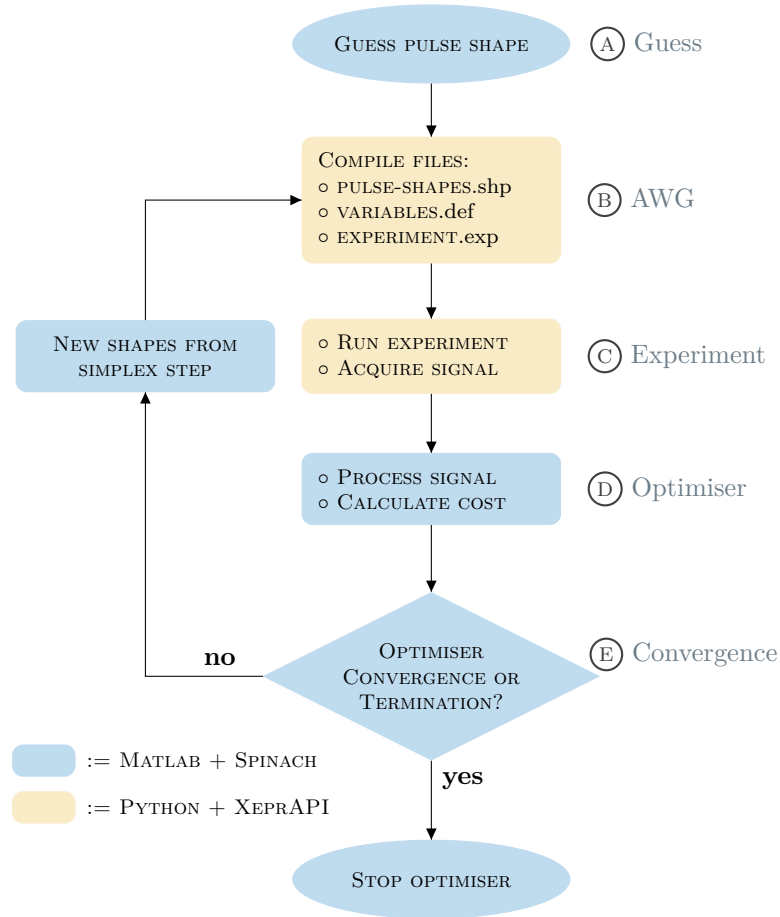 GUESS PULSE SHAPE
A Guess
COMPILE FILES:
○ PULSE-SHAPES.shp
○ VARIABLES.def
○ EXPERIMENT.exp
B AWG
NEW SHAPES FROM
SIMPLEX STEP
○ RUN EXPERIMENT
○ ACQUIRE SIGNAL
C Experiment
○ PROCESS SIGNAL
○ CALCULATE COST
D Optimiser
no
OPTIMISER
CONVERGENCE OR
TERMINATION?
E Convergence
:= MATLAB + SPINACH
:= PYTHON + XEPRAPI
yes
STOP OPTIMISER